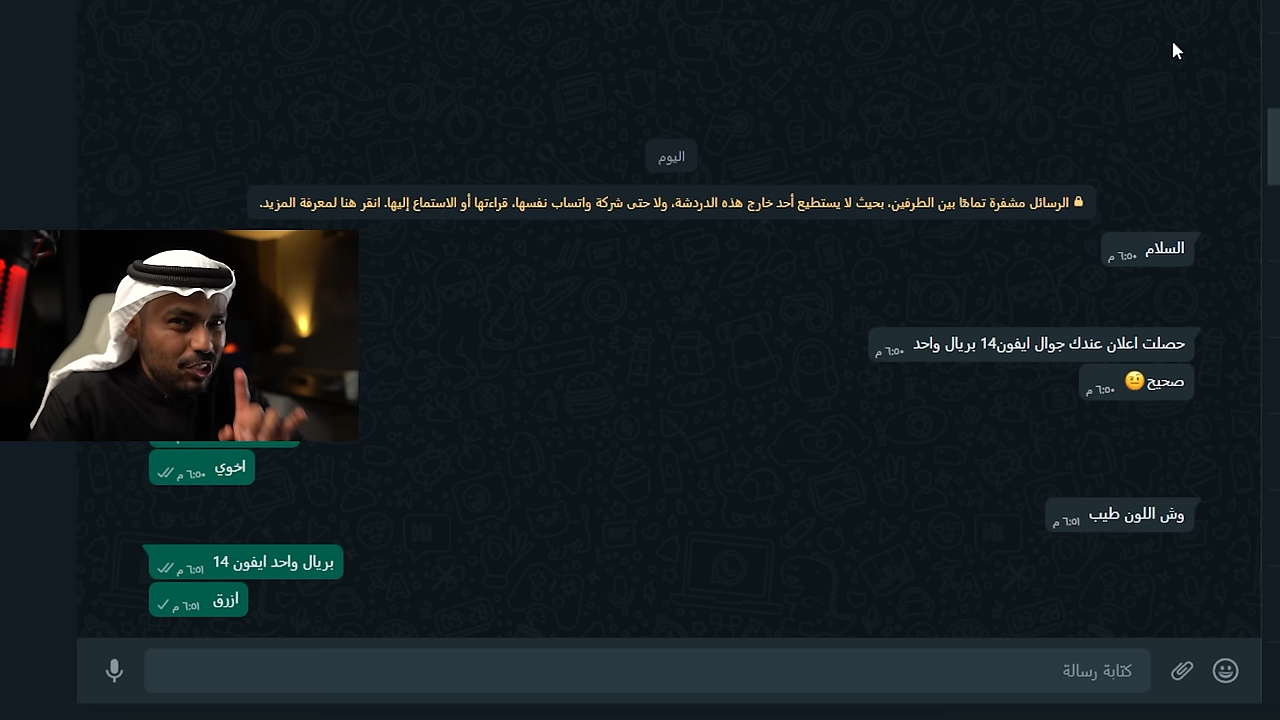 اليوم
الرسائل مشفرة تمامًا بين الطرفين، بحيث لا يستطيع أحد خارج هذه الدردشة، ولا حتى شركة واتساب نفسها، قراءتها أو الاستماع إليها. انقر هنا لمعرفة المزيد.
السلام ٦:٥٠ م
حصلت اعلان عندك جوال ايفون14 بريال واحد ٦:٥٠ م
صحيح🤨 ٦:٥٠ م
اخوي ٦:٥٠ م
وش اللون طيب ٦:٥١ م
بريال واحد ايفون 14 ٦:٥١ م
ازرق ٦:٥١ م
كتابة رسالة